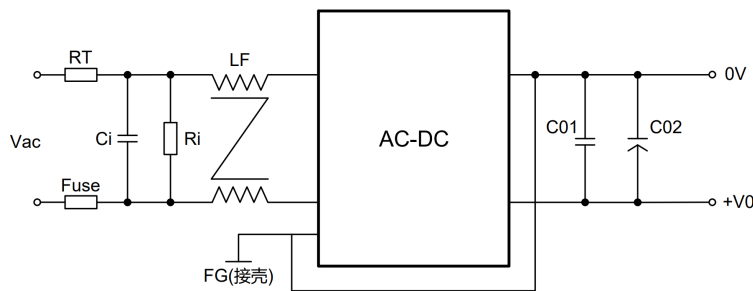 RT
LF
0V
Vac
Ci
Ri
AC-DC
C01
C02
Fuse
+V0
FG(接壳)